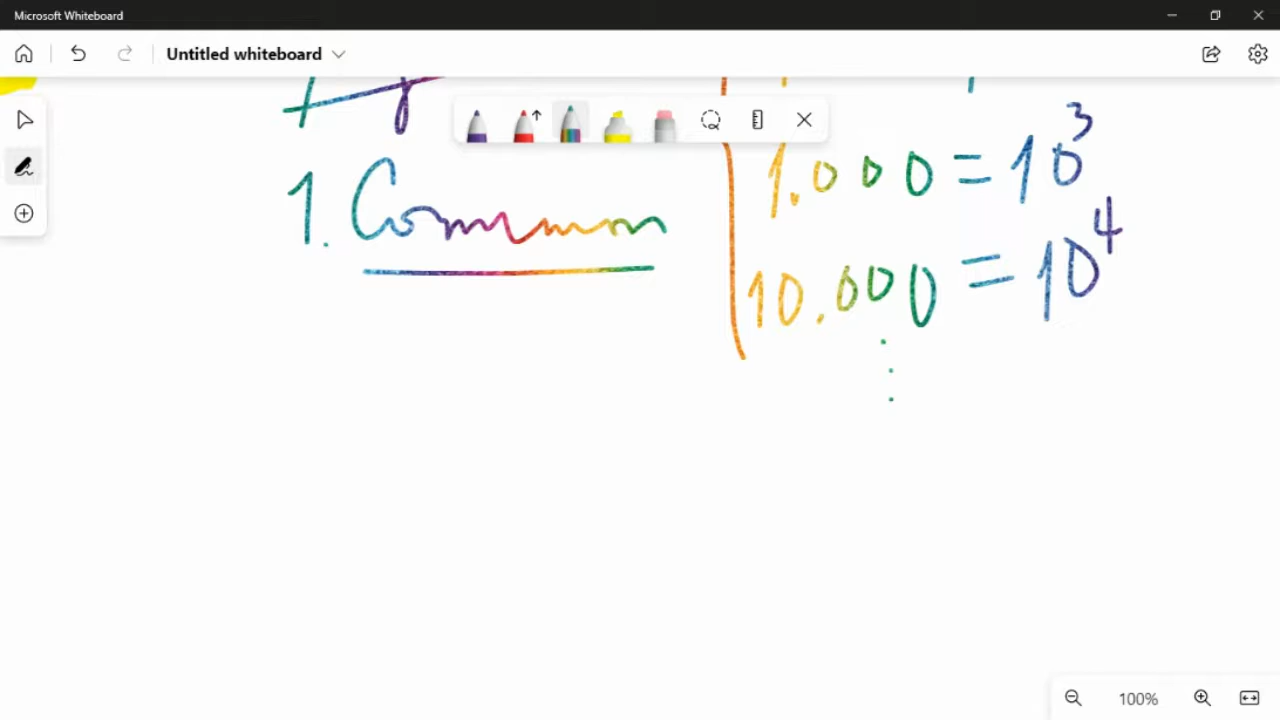 Microsoft Whiteboard
Untitled whiteboard
1. Common
1.000 = 10³
10.000 = 10⁴
100%